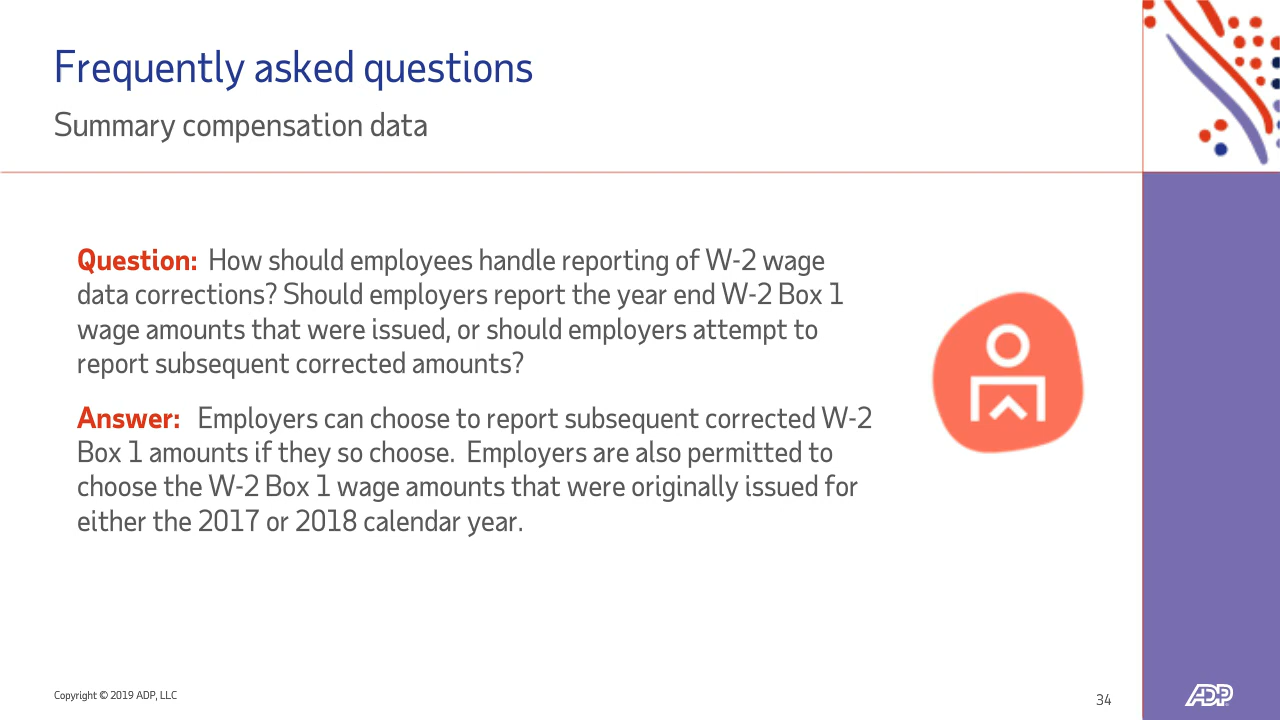 Frequently asked questions
Summary compensation data
Question: How should employees handle reporting of W-2 wage
data corrections? Should employers report the year end W-2 Box 1
wage amounts that were issued, or should employers attempt to
report subsequent corrected amounts?
Answer: Employers can choose to report subsequent corrected W-2
Box 1 amounts if they so choose. Employers are also permitted to
choose the W-2 Box 1 wage amounts that were originally issued for
either the 2017 or 2018 calendar year.
Copyright © 2019 ADP, LLC
34
ADP